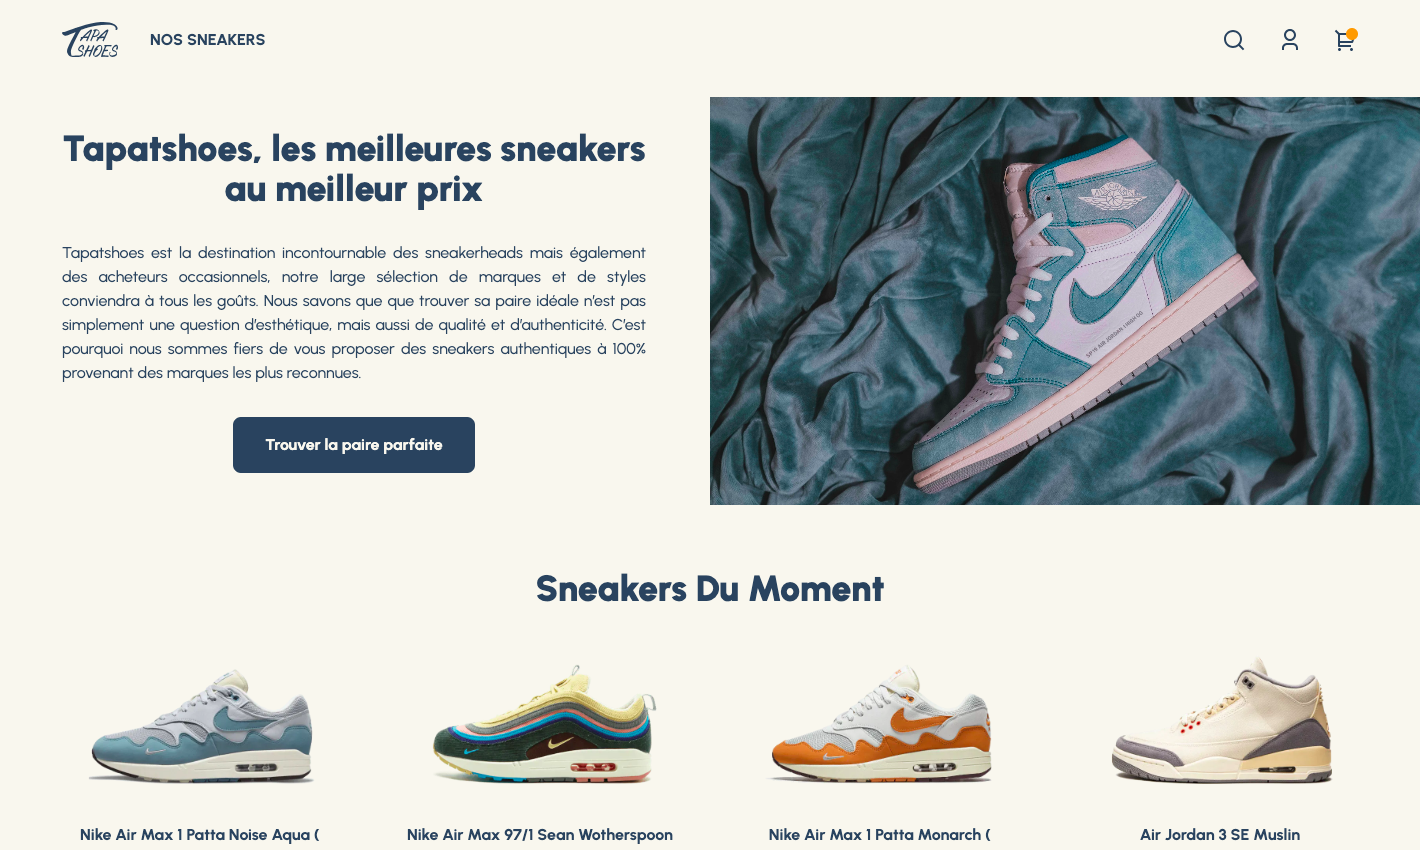 TAPA
SHOES
NOS SNEAKERS
Tapatshoes, les meilleures sneakers
au meilleur prix
Tapatshoes est la destination incontournable des sneakerheads mais également
des acheteurs occasionnels, notre large sélection de marques et de styles
conviendra à tous les goûts. Nous savons que que trouver sa paire idéale n’est pas
simplement une question d’esthétique, mais aussi de qualité et d’authenticité. C’est
pourquoi nous sommes fiers de vous proposer des sneakers authentiques à 100%
provenant des marques les plus reconnues.
Trouver la paire parfaite
Sneakers Du Moment
Nike Air Max 1 Patta Noise Aqua (
Nike Air Max 97/1 Sean Wotherspoon
Nike Air Max 1 Patta Monarch (
Air Jordan 3 SE Muslin